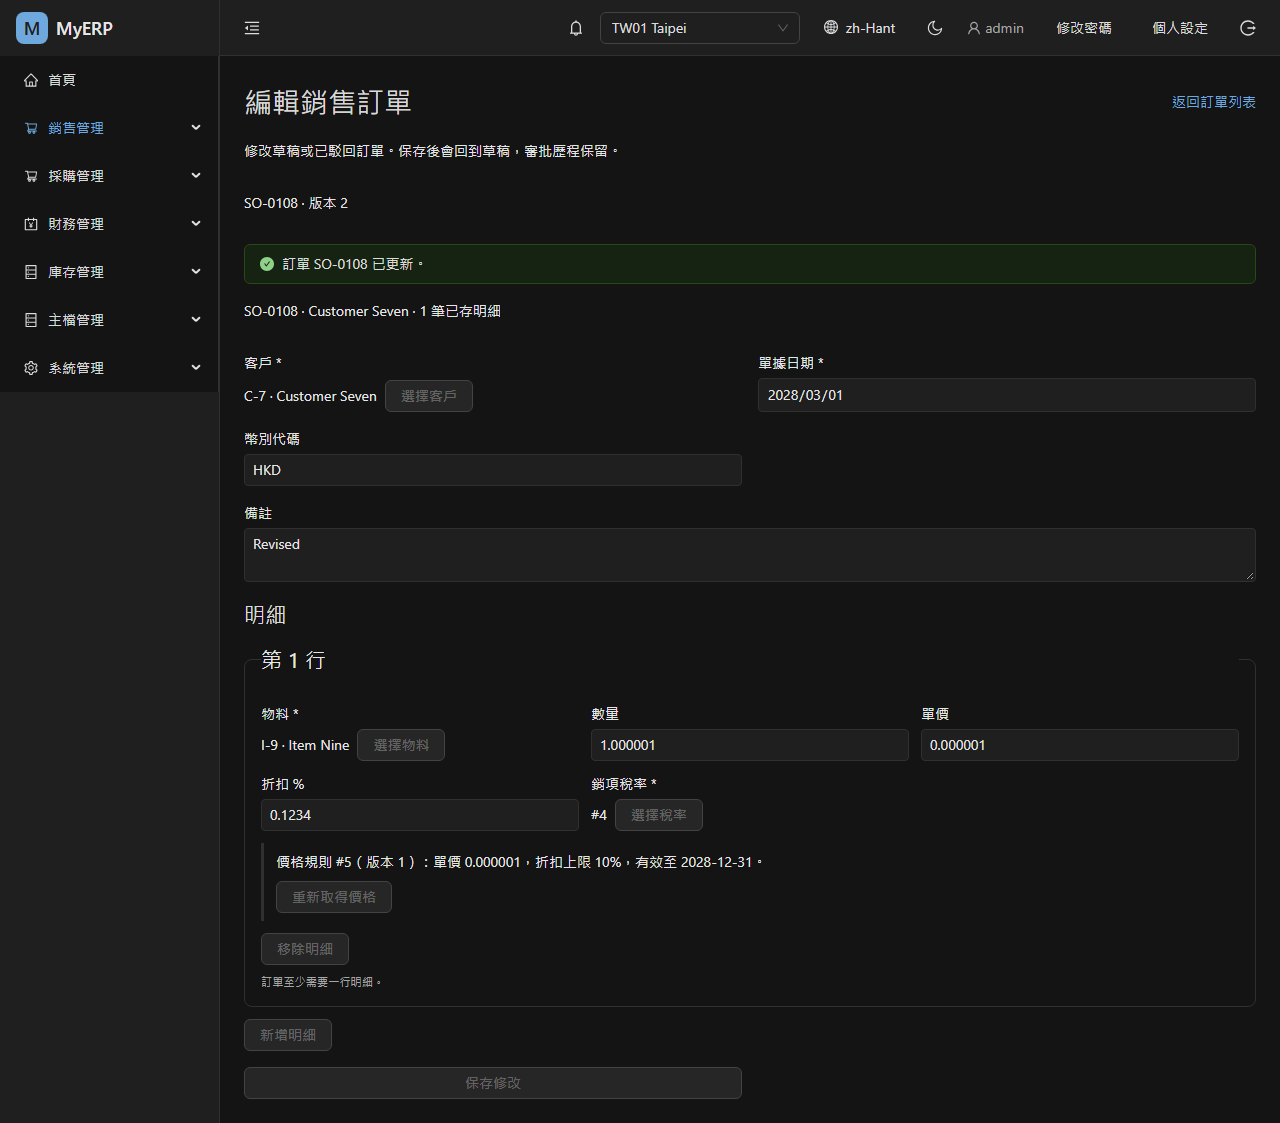 M MyERP
TW01 Taipei
zh-Hant
admin
修改密碼
個人設定
首頁
銷售管理
採購管理
財務管理
庫存管理
主檔管理
系統管理
編輯銷售訂單
返回訂單列表
修改草稿或已駁回訂單。保存後會回到草稿，審批歷程保留。
SO-0108 · 版本 2
訂單 SO-0108 已更新。
SO-0108 · Customer Seven · 1 筆已存明細
客戶 *
單據日期 *
C-7 · Customer Seven 選擇客戶
2028/03/01
幣別代碼
HKD
備註
Revised
明細
第 1 行
物料 *
數量
單價
I-9 · Item Nine 選擇物料
1.000001
0.000001
折扣 %
銷項稅率 *
0.1234
#4 選擇稅率
價格規則 #5（版本 1）：單價 0.000001，折扣上限 10%，有效至 2028-12-31。
重新取得價格
移除明細
訂單至少需要一行明細。
新增明細
保存修改